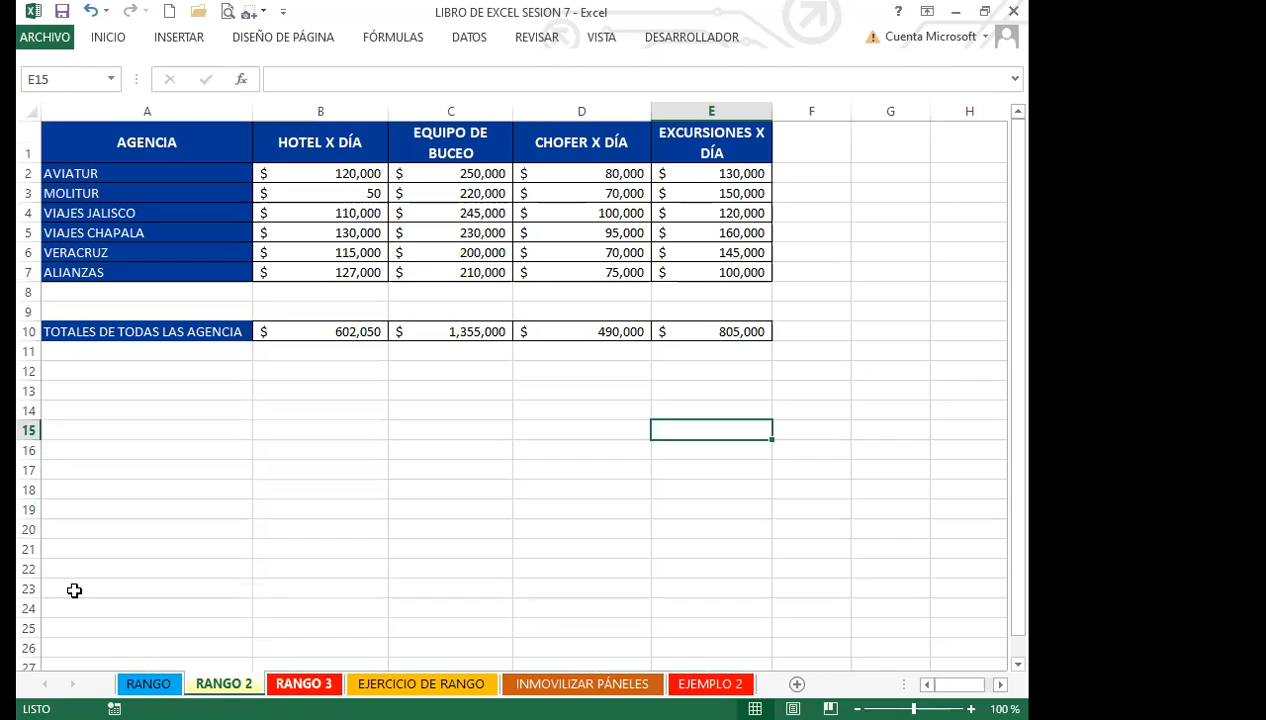 LIBRO DE EXCEL SESION 7 - Excel
?
ARCHIVO INICIO INSERTAR DISEÑO DE PÁGINA FÓRMULAS DATOS REVISAR VISTA DESARROLLADOR Cuenta Microsoft
E15 fx
A B C D E F G H
1 AGENCIA HOTEL X DÍA EQUIPO DE BUCEO CHOFER X DÍA EXCURSIONES X DÍA
2 AVIATUR $ 120,000 $ 250,000 $ 80,000 $ 130,000
3 MOLITUR $ 50 $ 220,000 $ 70,000 $ 150,000
4 VIAJES JALISCO $ 110,000 $ 245,000 $ 100,000 $ 120,000
5 VIAJES CHAPALA $ 130,000 $ 230,000 $ 95,000 $ 160,000
6 VERACRUZ $ 115,000 $ 200,000 $ 70,000 $ 145,000
7 ALIANZAS $ 127,000 $ 210,000 $ 75,000 $ 100,000
8
9
10 TOTALES DE TODAS LAS AGENCIA $ 602,050 $ 1,355,000 $ 490,000 $ 805,000
11
12
13
14
15
16
17
18
19
20
21
22
23
24
25
26
27
RANGO RANGO 2 RANGO 3 EJERCICIO DE RANGO INMOVILIZAR PÁNELES EJEMPLO 2
LISTO 100 %